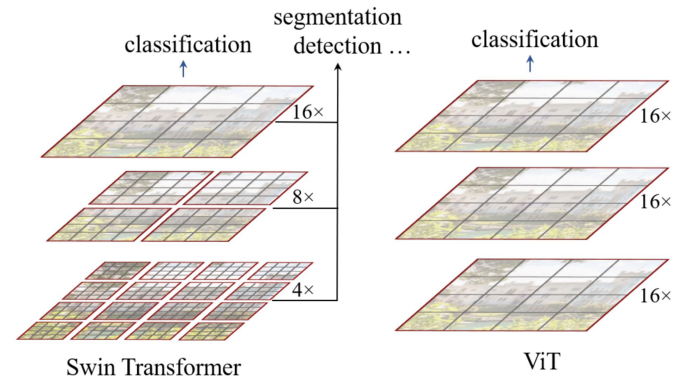 segmentation
detection ...
classification
16×
8×
4×
Swin Transformer
classification
16×
16×
16×
ViT